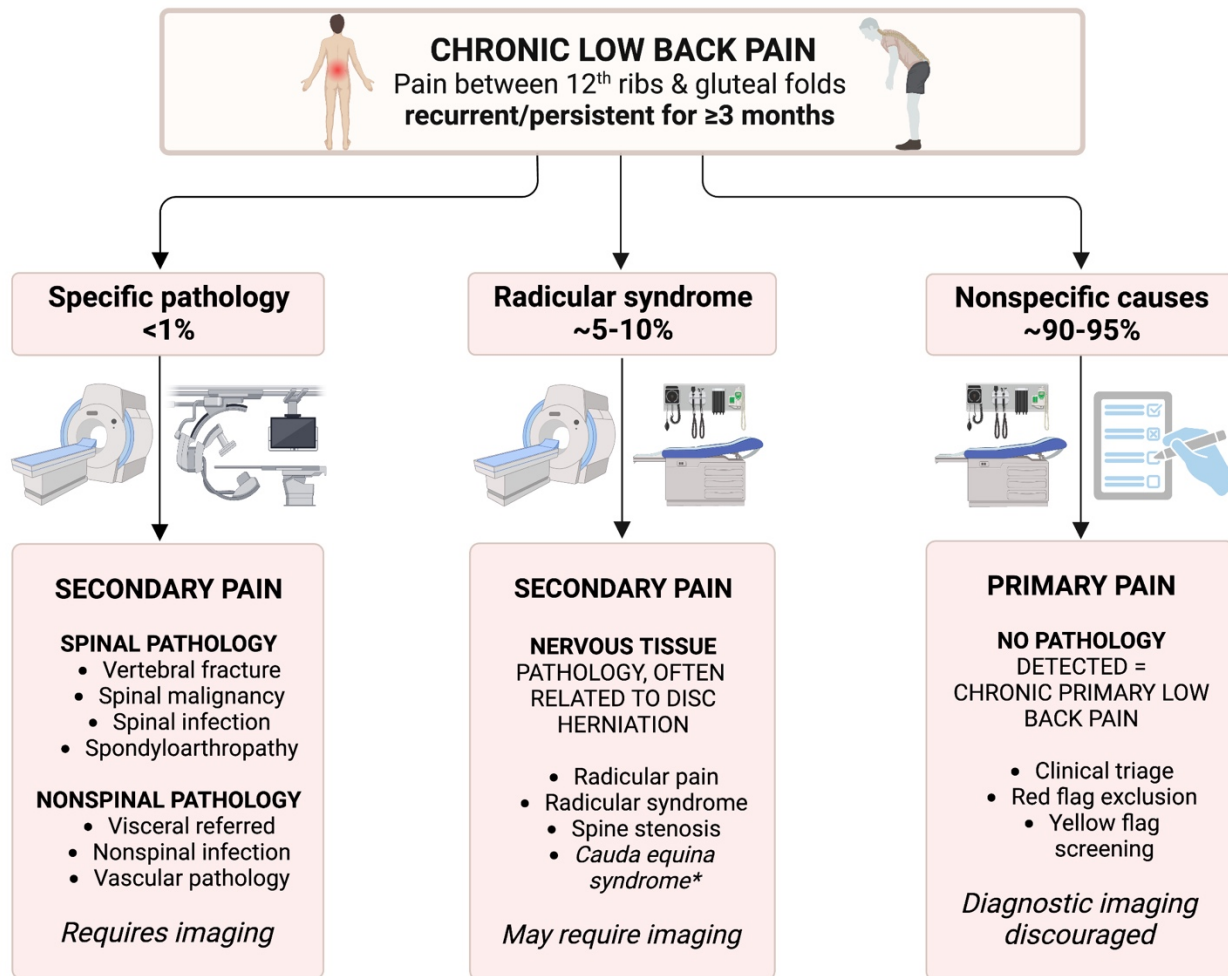 CHRONIC LOW BACK PAIN
Pain between 12th ribs & gluteal folds
recurrent/persistent for ≥3 months
Specific pathology
<1%
Radicular syndrome
~5-10%
Nonspecific causes
~90-95%
SECONDARY PAIN
SPINAL PATHOLOGY
• Vertebral fracture
• Spinal malignancy
• Spinal infection
• Spondyloarthropathy
NONSPINAL PATHOLOGY
• Visceral referred
• Nonspinal infection
• Vascular pathology
Requires imaging
SECONDARY PAIN
NERVOUS TISSUE
PATHOLOGY, OFTEN
RELATED TO DISC
HERNIATION
• Radicular pain
• Radicular syndrome
• Spine stenosis
• Cauda equina
syndrome*
May require imaging
PRIMARY PAIN
NO PATHOLOGY
DETECTED =
CHRONIC PRIMARY LOW
BACK PAIN
• Clinical triage
• Red flag exclusion
• Yellow flag
screening
Diagnostic imaging
discouraged